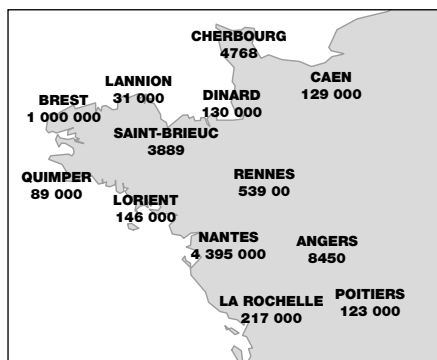 CHERBOURG
4768
CAEN
129 000
LANNION
31 000
DINARD
130 000
BREST
1 000 000
SAINT-BRIEUC
3889
QUIMPER
89 000
RENNES
539 00
LORIENT
146 000
NANTES
4 395 000
ANGERS
8450
LA ROCHELLE
217 000
POITIERS
123 000